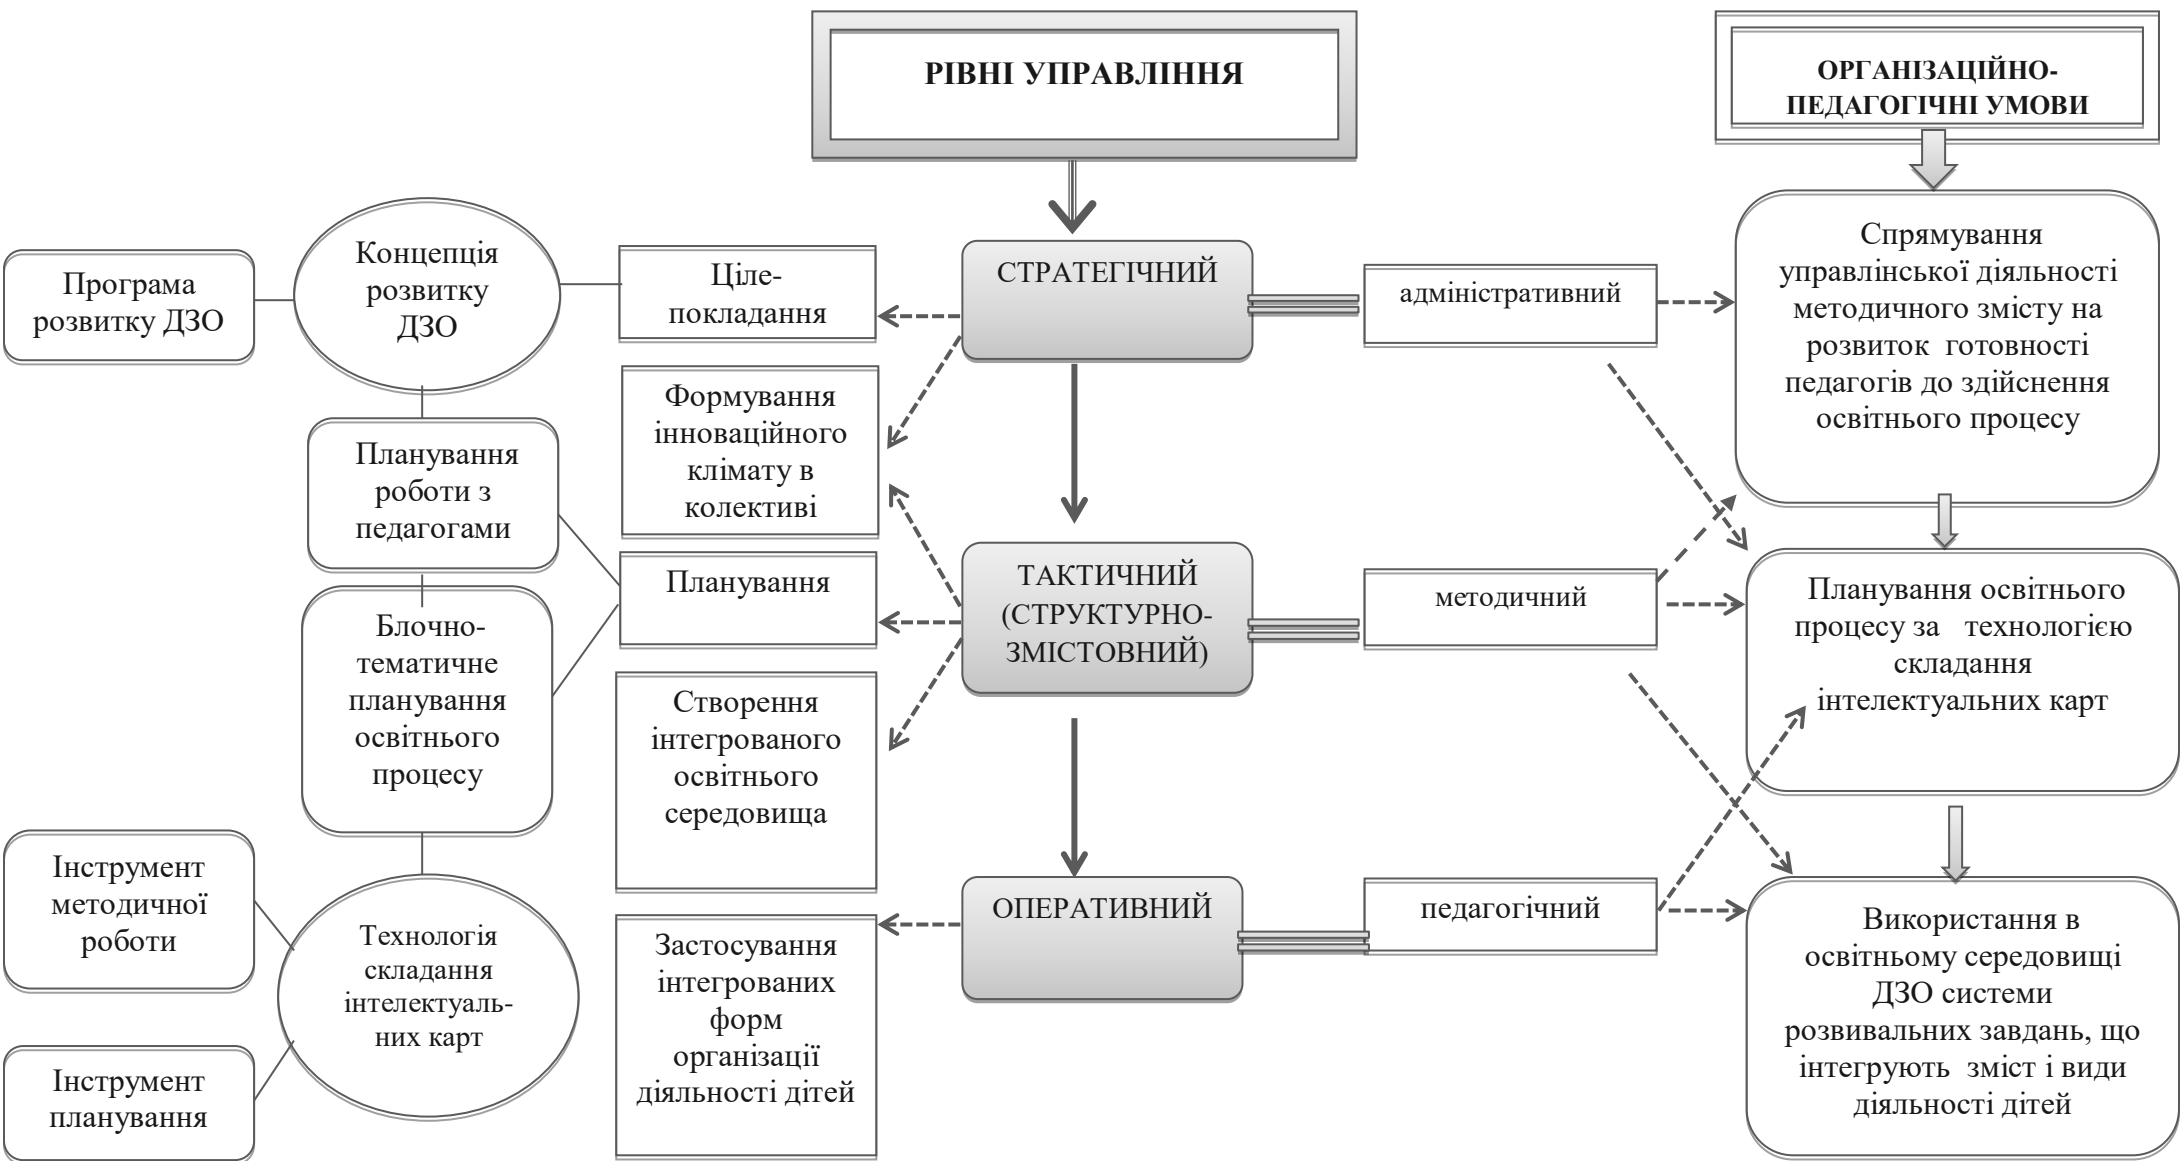 РІВНІ УПРАВЛІННЯ
ОРГАНІЗАЦІЙНО-
ПЕДАГОГІЧНІ УМОВИ
Програма
розвитку ДЗО
Концепція
розвитку
ДЗО
Ціле-
покладання
СТРАТЕГІЧНИЙ
адміністративний
Спрямування
управлінської діяльності
методичного змісту на
розвиток готовності
педагогів до здійснення
освітнього процесу
Формування
інноваційного
клімату в
колективі
Планування
роботи з
педагогами
Планування
ТАКТИЧНИЙ
(СТРУКТУРНО-
ЗМІСТОВНИЙ)
методичний
Планування освітнього
процесу за технологією
складання
інтелектуальних карт
Блочно-
тематичне
планування
освітнього
процесу
Створення
інтегрованого
освітнього
середовища
Інструмент
методичної
роботи
Технологія
складання
інтелектуаль-
них карт
Інструмент
планування
Застосування
інтегрованих
форм
організації
діяльності дітей
ОПЕРАТИВНИЙ
педагогічний
Використання в
освітньому середовищі
ДЗО системи
розвивальних завдань, що
інтегрують зміст і види
діяльності дітей